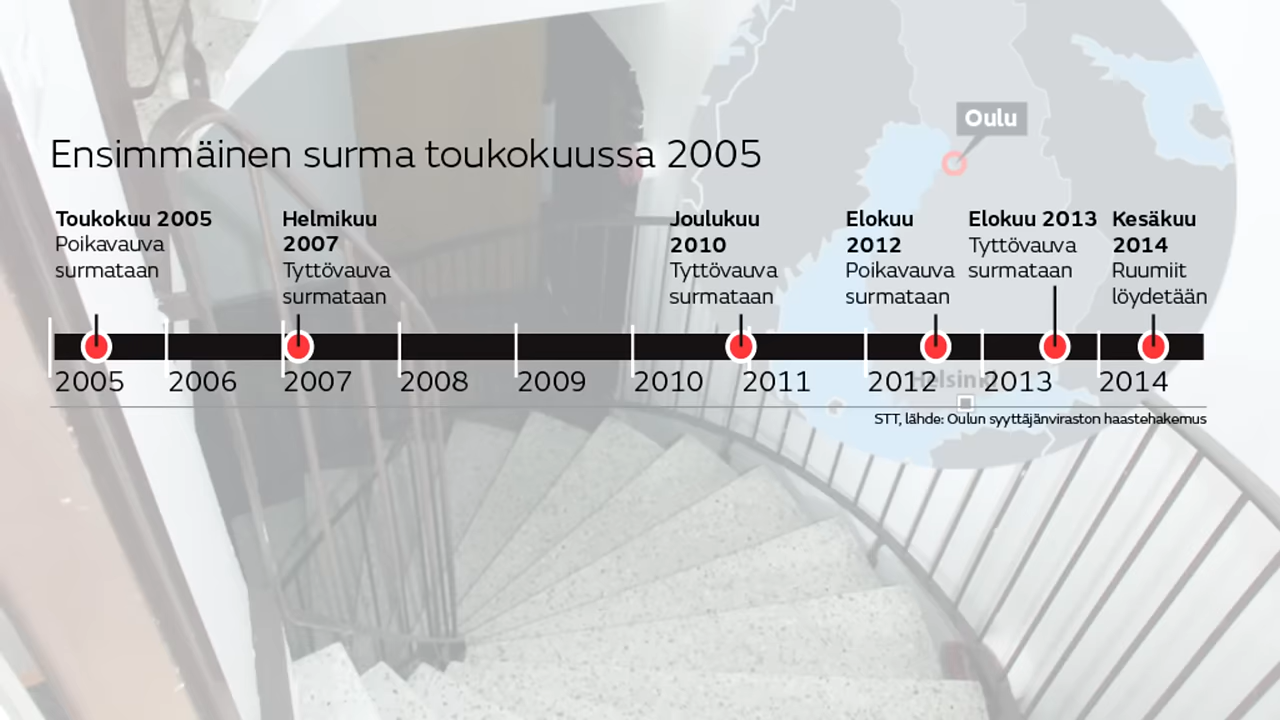 Oulu
Ensimmäinen surma toukokuussa 2005
Toukokuu 2005
Poikavauva
surmataan
Helmikuu
2007
Tyttövauva
surmataan
Joulukuu
2010
Tyttövauva
surmataan
Elokuu
2012
Poikavauva
surmataan
Elokuu 2013
Tyttövauva
surmataan
Kesäkuu
2014
Ruumiit
löydetään
2005 2006 2007 2008 2009 2010 2011 2012 2013 2014
STT, lähde: Oulun syyttäjänviraston haastehakemus